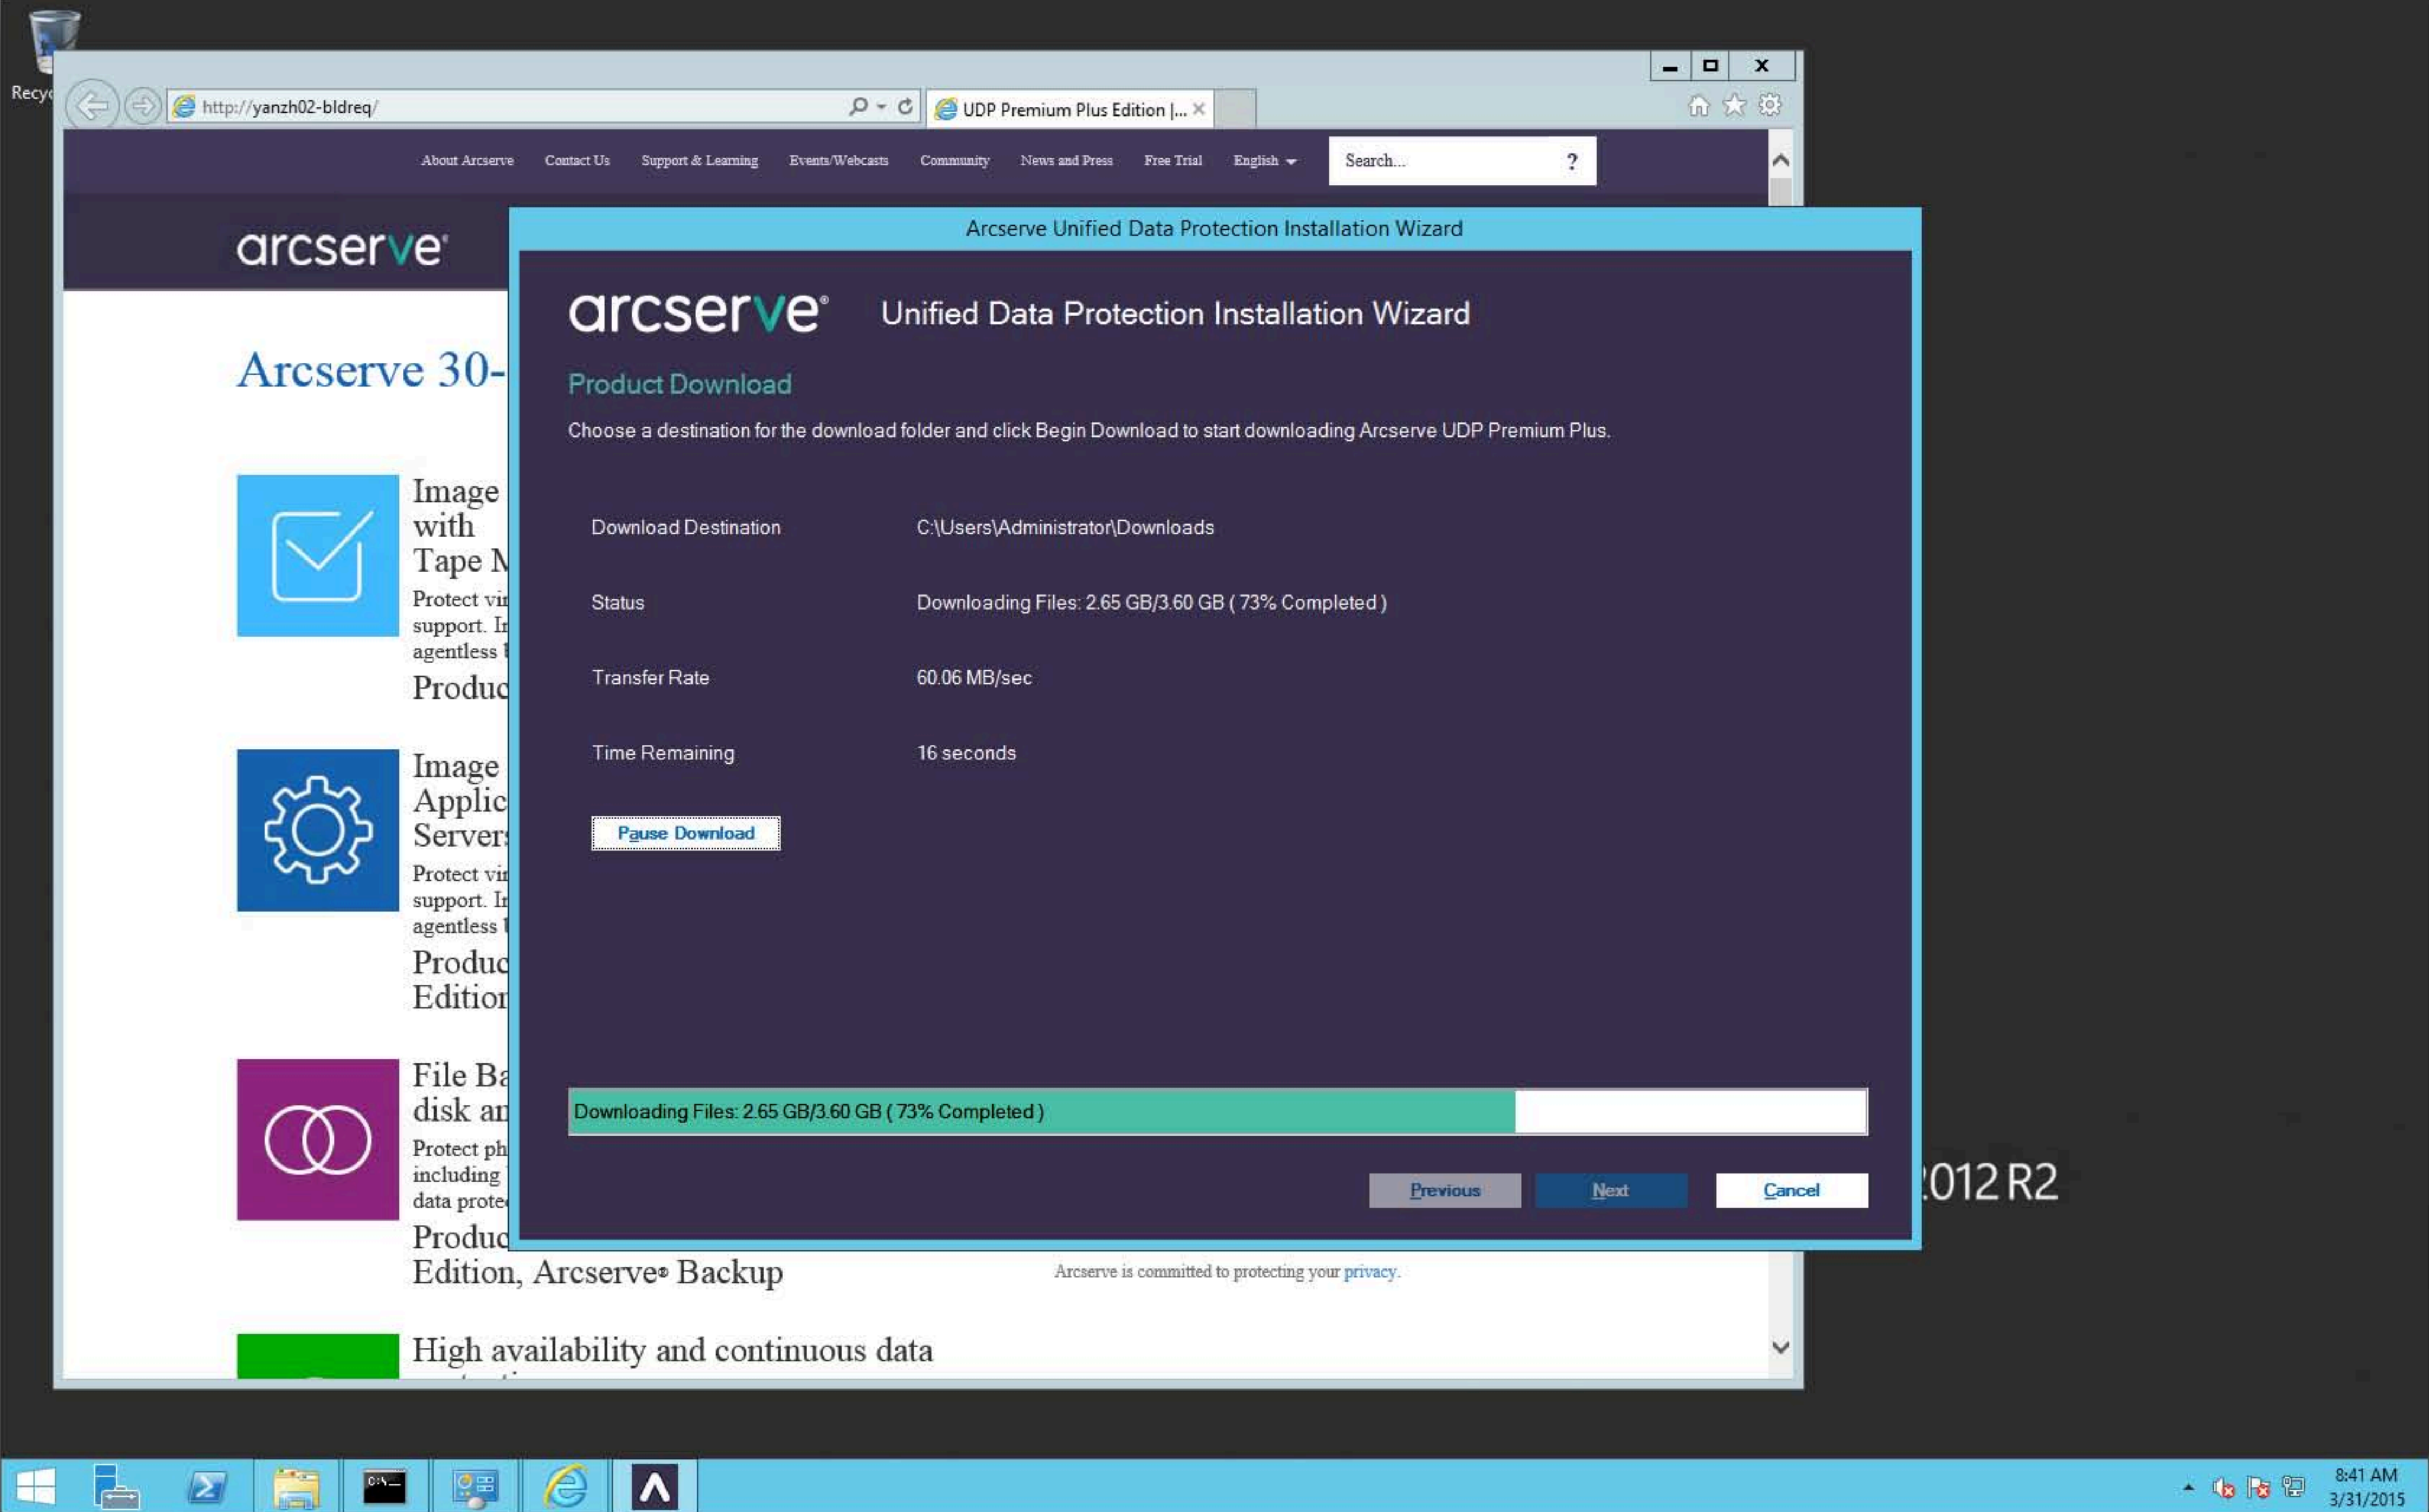 Recyc
http://yanzh02-bldreq/
UDP Premium Plus Edition |...
About Arcserve Contact Us Support & Learning Events/Webcasts Community News and Press Free Trial English Search... ?
arcserve
Arcserve Unified Data Protection Installation Wizard
arcserve® Unified Data Protection Installation Wizard
Arcserve 30-
Product Download
Choose a destination for the download folder and click Begin Download to start downloading Arcserve UDP Premium Plus.
Image
with
Tape M
Protect vir
support. Ir
agentless
Produc
Download Destination C:\Users\Administrator\Downloads
Status Downloading Files: 2.65 GB/3.60 GB ( 73% Completed )
Transfer Rate 60.06 MB/sec
Time Remaining 16 seconds
Pause Download
Image
Applic
Servers
Protect vir
support. Ir
agentless
Produc
Edition
File Ba
disk an
Protect ph
including
data prote
Produc
Edition, Arcserve® Backup
Downloading Files: 2.65 GB/3.60 GB ( 73% Completed )
Previous Next Cancel
2012 R2
Arcserve is committed to protecting your privacy.
High availability and continuous data
C:\_
8:41 AM
3/31/2015